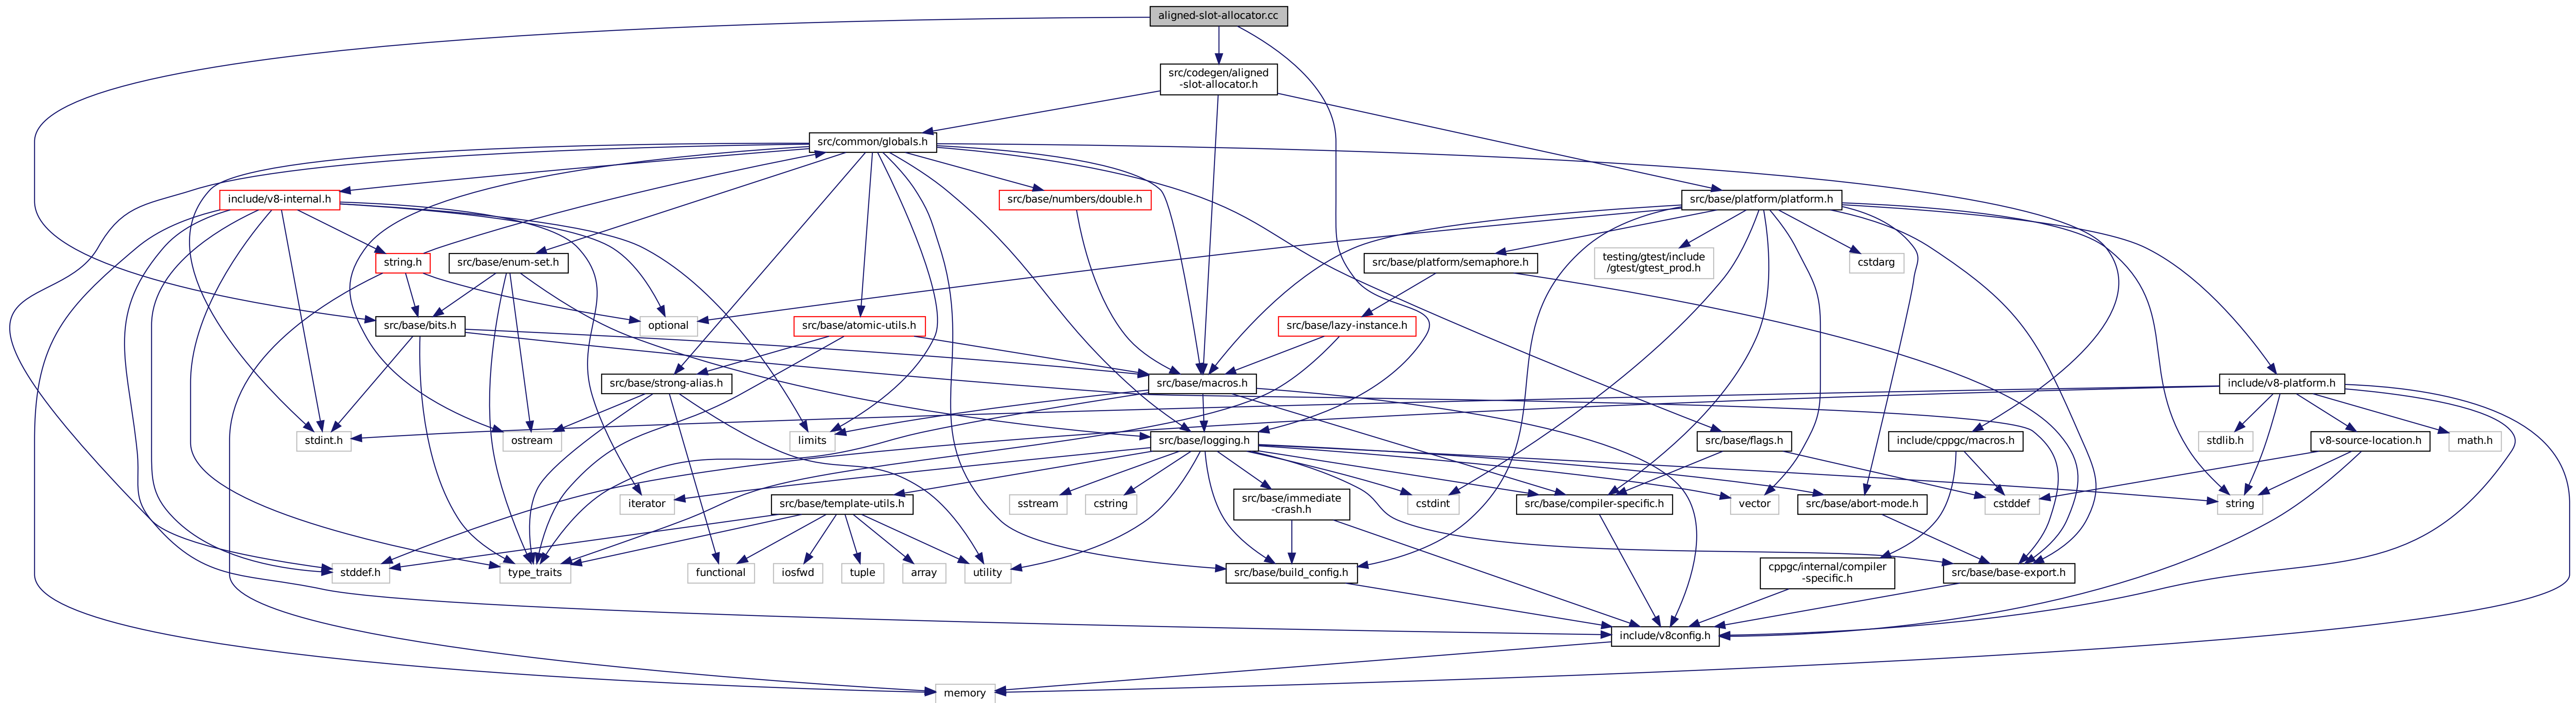 aligned-slot-allocator.cc
src/codegen/aligned
-slot-allocator.h
src/common/globals.h
include/v8-internal.h
src/base/numbers/double.h
src/base/platform/platform.h
string.h
src/base/enum-set.h
src/base/platform/semaphore.h
testing/gtest/include
/gtest/gtest_prod.h
cstdarg
src/base/bits.h
optional
src/base/atomic-utils.h
src/base/lazy-instance.h
src/base/strong-alias.h
src/base/macros.h
include/v8-platform.h
stdint.h
ostream
limits
src/base/logging.h
src/base/flags.h
include/cppgc/macros.h
stdlib.h
v8-source-location.h
math.h
iterator
src/base/template-utils.h
sstream
cstring
src/base/immediate
-crash.h
cstdint
src/base/compiler-specific.h
vector
src/base/abort-mode.h
cstddef
string
stddef.h
type_traits
functional
iosfwd
tuple
array
utility
src/base/build_config.h
cppgc/internal/compiler
-specific.h
src/base/base-export.h
include/v8config.h
memory